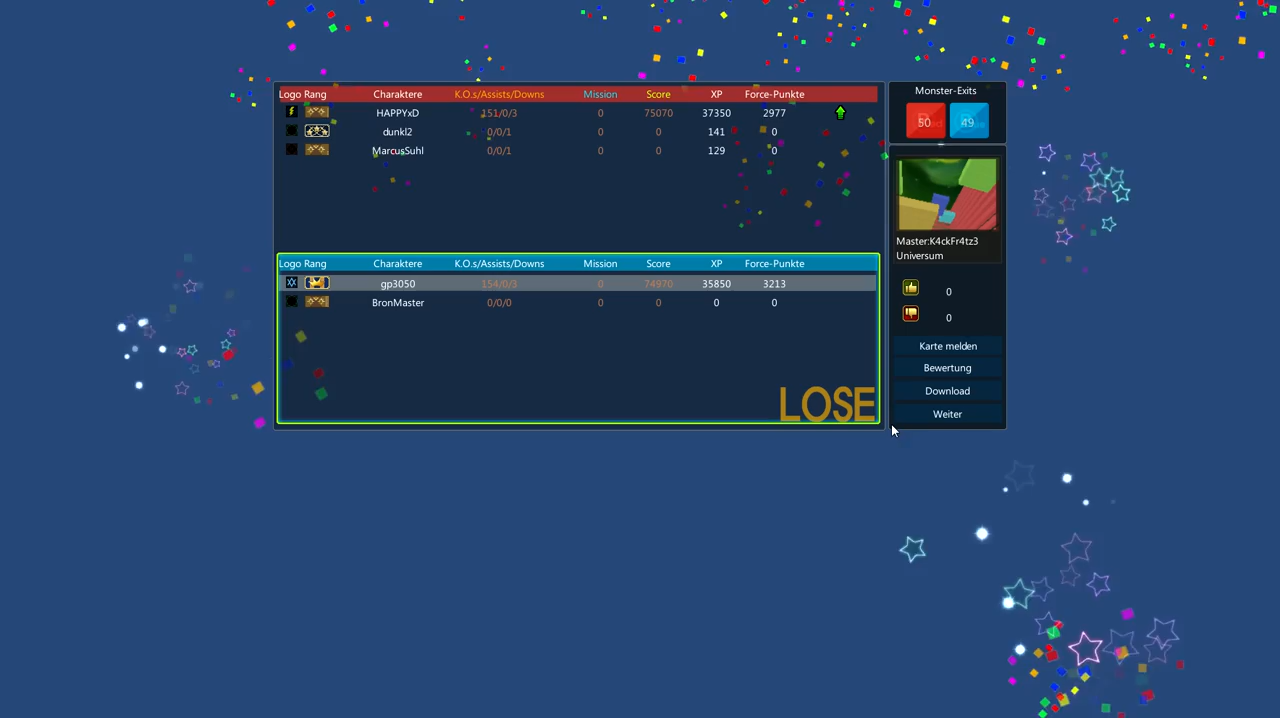 Logo Rang Charaktere K.O.s/Assists/Downs Mission Score XP Force-Punkte
HAPPYxD 151/0/3 0 75070 37350 2977
dunkl2 0/0/1 0 0 141 0
MarcusSuhl 0/0/1 0 0 129 0
Logo Rang Charaktere K.O.s/Assists/Downs Mission Score XP Force-Punkte
gp3050 154/0/3 0 74970 35850 3213
BronMaster 0/0/0 0 0 0 0
LOSE
Monster-Exits
50 49
Master:K4ckFr4tz3
Universum
0
0
Karte melden
Bewertung
Download
Weiter